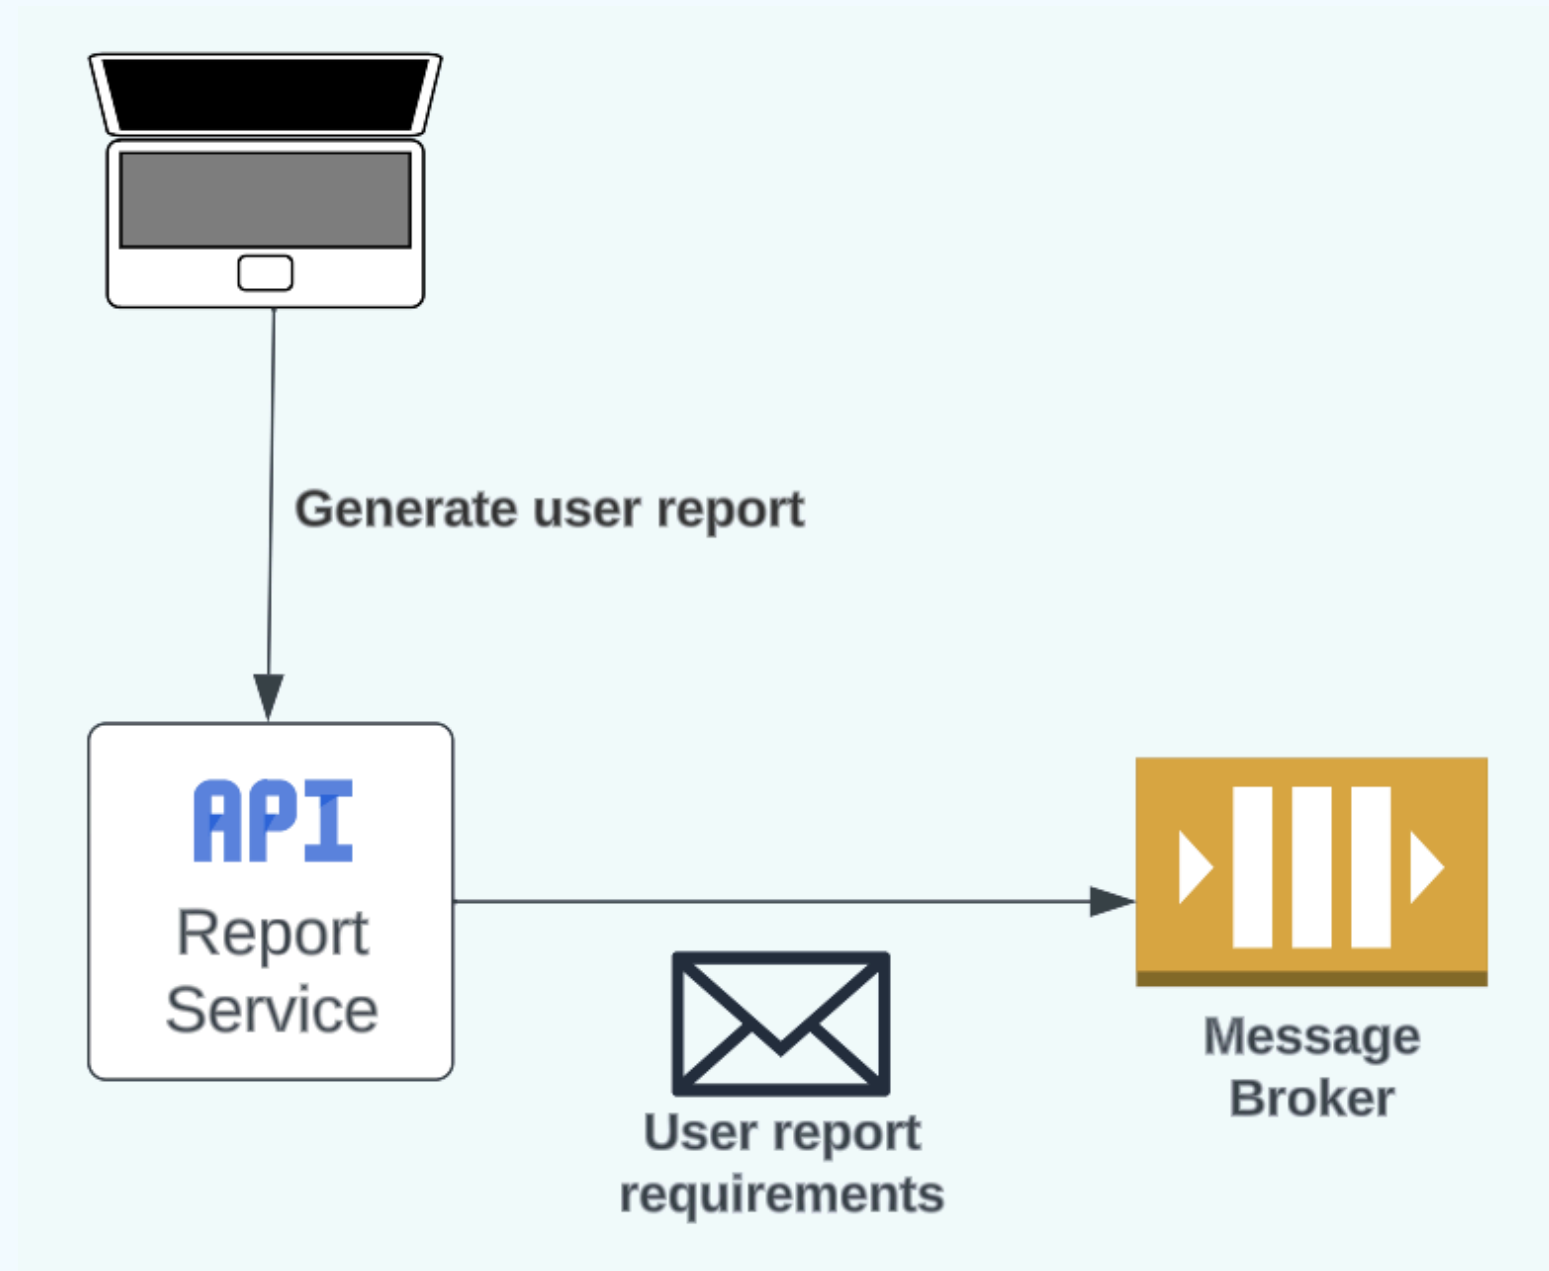 Generate user report
API
Report
Service
User report
requirements
Message
Broker